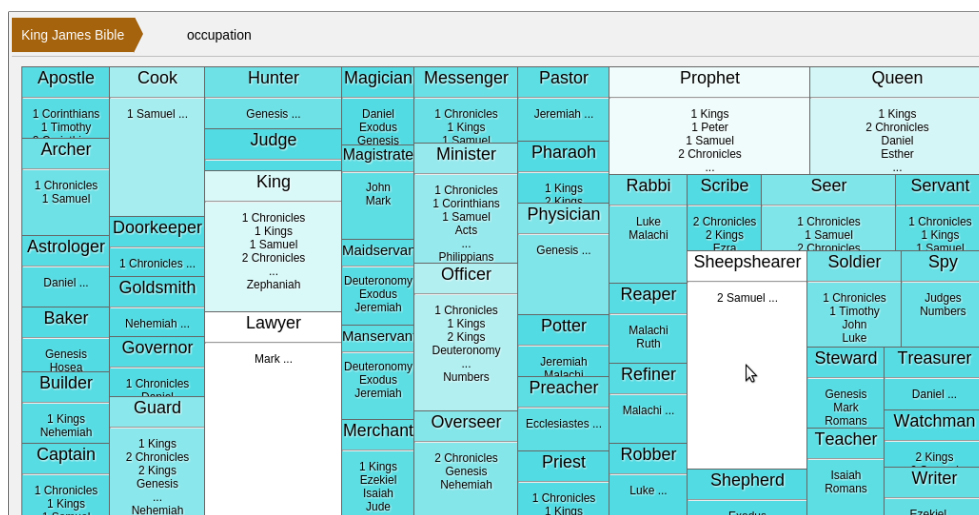 King James Bible
occupation
Apostle
1 Corinthians
1 Timothy
Archer
1 Chronicles
1 Samuel
Astrologer
Daniel ...
Baker
Genesis
Hosea
Builder
1 Kings
Nehemiah
Captain
1 Chronicles
1 Kings
1 Samuel
Cook
1 Samuel ...
Doorkeeper
1 Chronicles ...
Goldsmith
Nehemiah ...
Governor
1 Chronicles
Daniel
Guard
1 Kings
2 Chronicles
2 Kings
Genesis
...
Nehemiah
Hunter
Genesis ...
Judge
King
1 Chronicles
1 Kings
1 Samuel
2 Chronicles
...
Zephaniah
Lawyer
Mark ...
Magician
Daniel
Exodus
Genesis
Magistrate
John
Mark
Maidservan
Deuteronomy
Exodus
Jeremiah
Manservan
Deuteronomy
Exodus
Jeremiah
Merchant
1 Kings
Ezekiel
Isaiah
Jude
Messenger
1 Chronicles
1 Kings
1 Samuel
Minister
1 Chronicles
1 Corinthians
1 Samuel
Acts
...
Philippians
Officer
1 Chronicles
1 Kings
2 Kings
Deuteronomy
...
Numbers
Overseer
2 Chronicles
Genesis
Nehemiah
Pastor
Jeremiah ...
Pharaoh
1 Kings
2 Kings
Physician
Genesis ...
Potter
Jeremiah
Malachi
Preacher
Ecclesiastes ...
Priest
1 Chronicles
1 Kings
Prophet
1 Kings
1 Peter
1 Samuel
2 Chronicles
...
Queen
1 Kings
2 Chronicles
Daniel
Esther
...
Rabbi
Luke
Malachi
Reaper
Malachi
Ruth
Refiner
Malachi ...
Robber
Luke ...
Scribe
2 Chronicles
2 Kings
Ezra
Seer
1 Chronicles
1 Samuel
2 Chronicles
Servant
1 Chronicles
1 Kings
1 Samuel
Sheepshearer
2 Samuel ...
Shepherd
Exodus
Soldier
1 Chronicles
1 Timothy
John
Luke
Spy
Judges
Numbers
Steward
Genesis
Mark
Romans
Teacher
Isaiah
Romans
Treasurer
Daniel ...
Watchman
2 Kings
Writer
Ezekiel